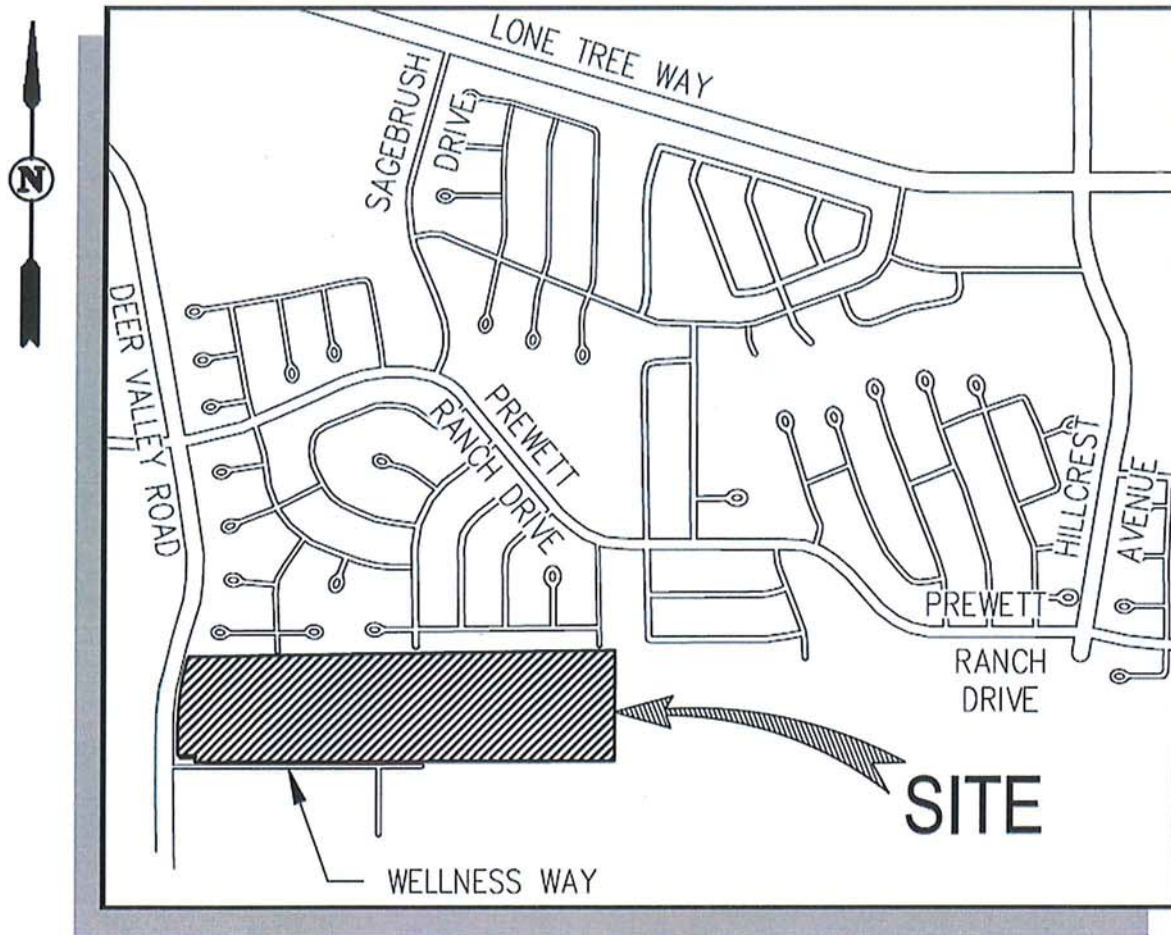 LONE TREE WAY
SAGEBRUSH
DRIVE
N
DEER VALLEY ROAD
PREWETT
RANCH DRIVE
HILLCREST
AVENUE
PREWETT
RANCH
DRIVE
SITE
WELLNESS WAY